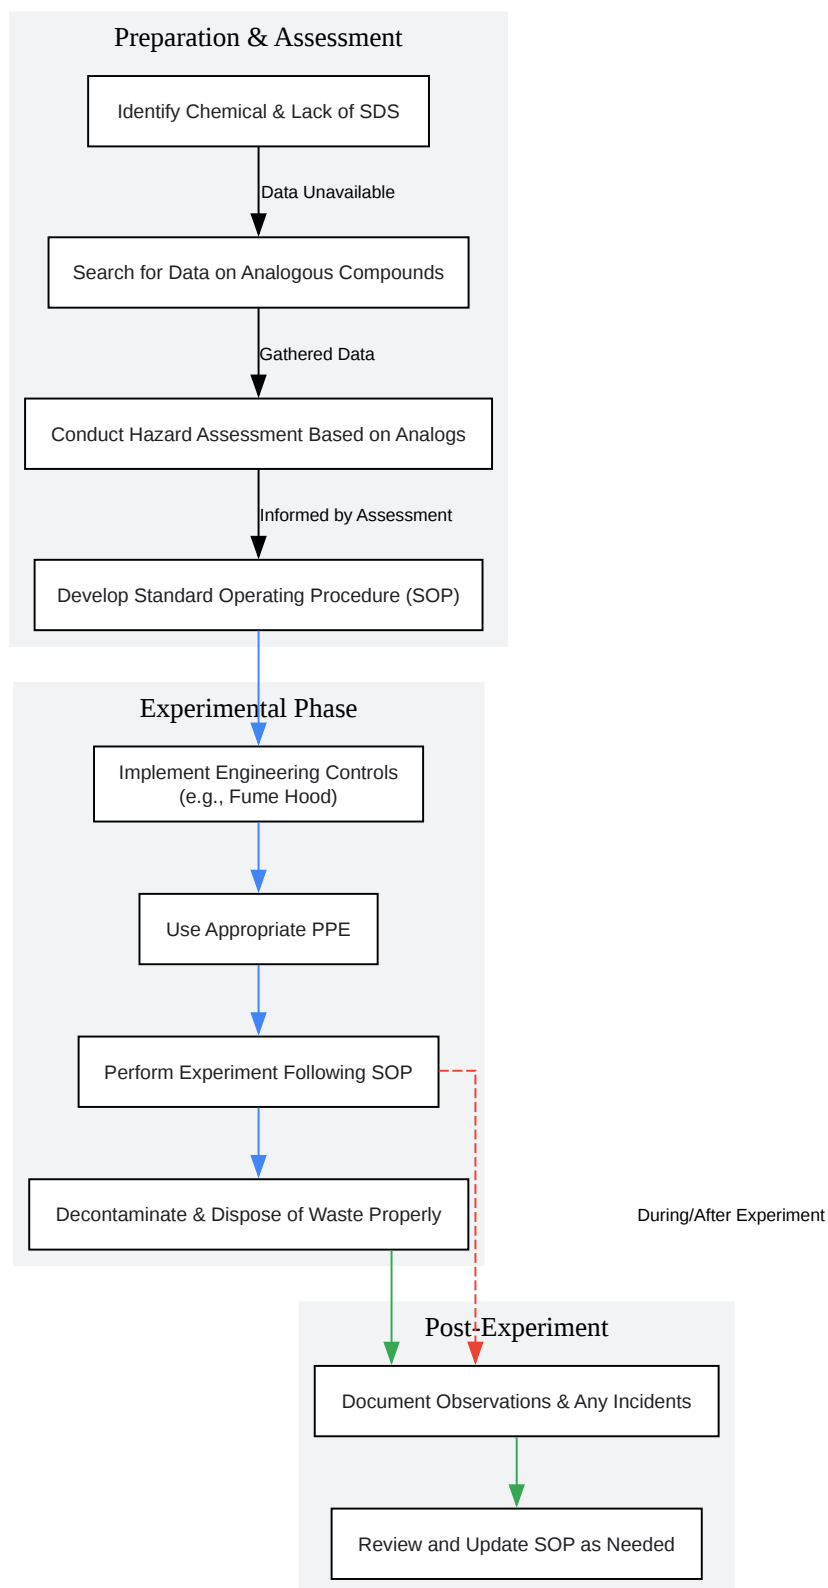 Preparation & Assessment
Identify Chemical & Lack of SDS
Data Unavailable
Search for Data on Analogous Compounds
Gathered Data
Conduct Hazard Assessment Based on Analogs
Informed by Assessment
Develop Standard Operating Procedure (SOP)
Experimental Phase
Implement Engineering Controls
(e.g., Fume Hood)
Use Appropriate PPE
Perform Experiment Following SOP
Decontaminate & Dispose of Waste Properly
During/After Experiment
Post-Experiment
Document Observations & Any Incidents
Review and Update SOP as Needed